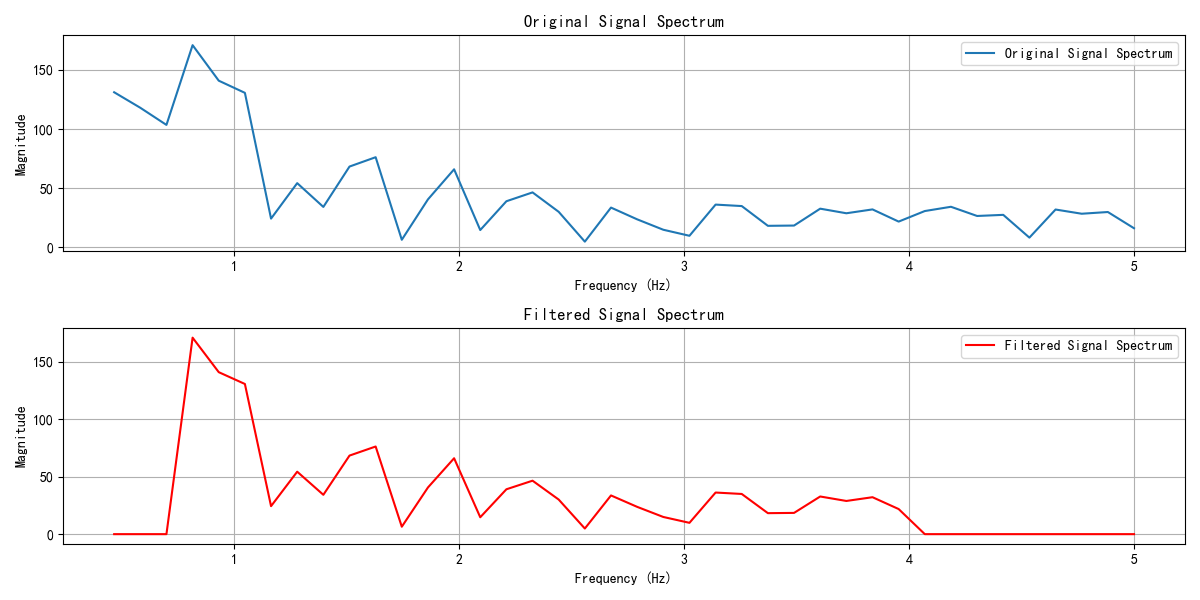 Original Signal Spectrum
Original Signal Spectrum
Magnitude
150
100
50
0
1 2 3 4 5
Frequency (Hz)
Filtered Signal Spectrum
Filtered Signal Spectrum
Magnitude
150
100
50
0
1 2 3 4 5
Frequency (Hz)